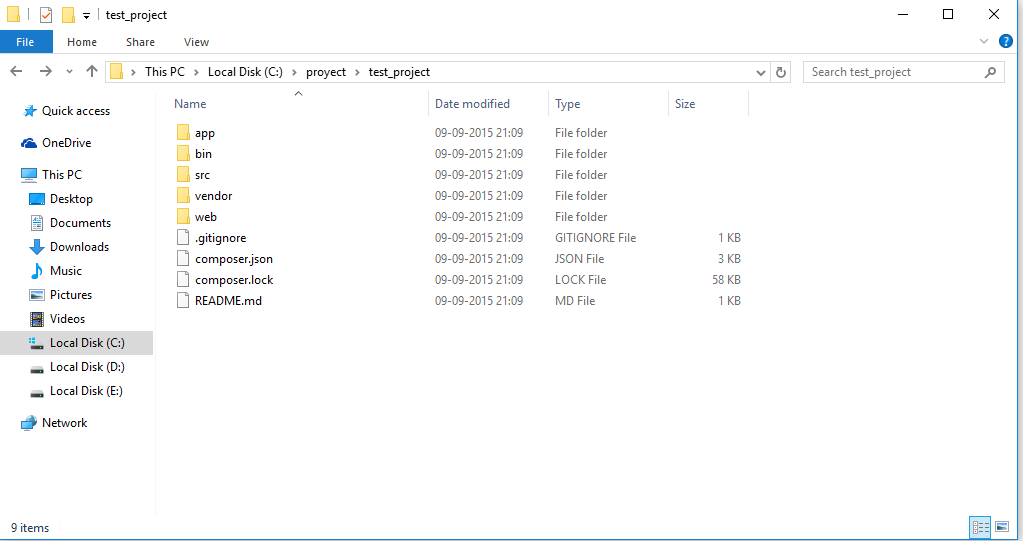 test_project
File Home Share View
This PC Local Disk (C:) proyect test_project Search test_project
Name Date modified Type Size
Quick access
OneDrive
This PC
Desktop
Documents
Downloads
Music
Pictures
Videos
Local Disk (C:)
Local Disk (D:)
Local Disk (E:)
Network
app 09-09-2015 21:09 File folder
bin 09-09-2015 21:09 File folder
src 09-09-2015 21:09 File folder
vendor 09-09-2015 21:09 File folder
web 09-09-2015 21:09 File folder
.gitignore 09-09-2015 21:09 GITIGNORE File 1 KB
composer.json 09-09-2015 21:09 JSON File 3 KB
composer.lock 09-09-2015 21:09 LOCK File 58 KB
README.md 09-09-2015 21:09 MD File 1 KB
9 items